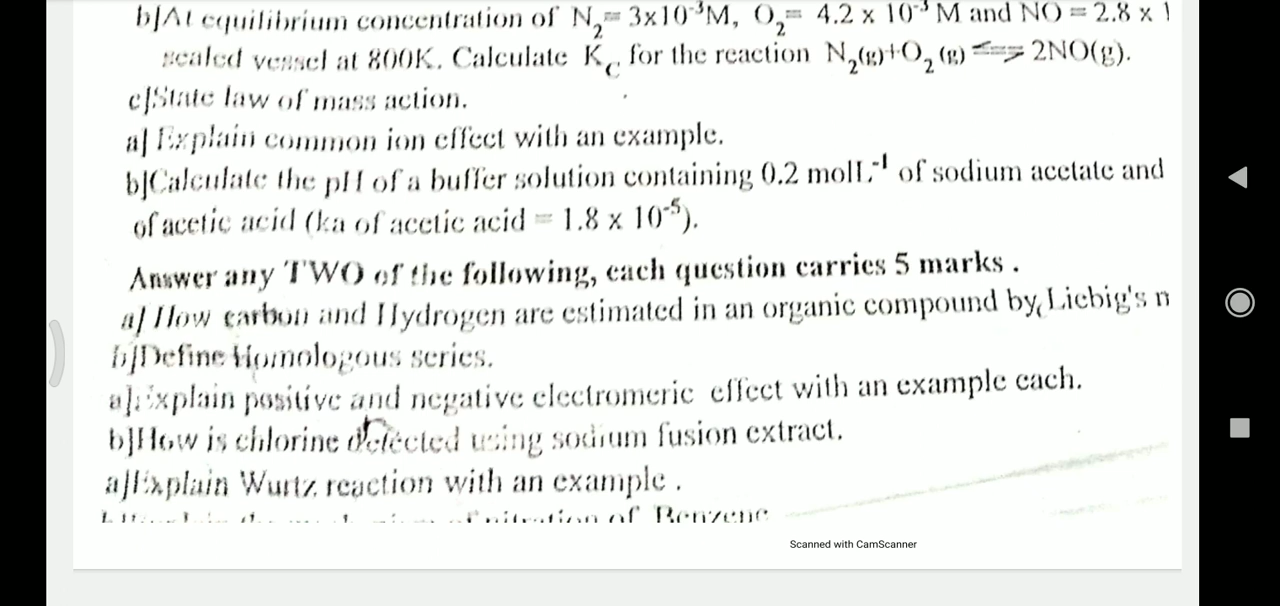 b]At equilibrium concentration of N₂= 3x10⁻³M, O₂= 4.2 x 10⁻³ M and NO = 2.8 x 1
sealed vessel at 800K. Calculate K꜀ for the reaction N₂(g)+O₂ (g) <==> 2NO(g).
c]State law of mass action.
a] Explain common ion effect with an example.
b]Calculate the pH of a buffer solution containing 0.2 molL⁻¹ of sodium acetate and
of acetic acid (ka of acetic acid = 1.8 x 10⁻⁵).
Answer any TWO of the following, each question carries 5 marks .
a] How carbon and Hydrogen are estimated in an organic compound by Liebig's n
b]Define Homologous series.
a]Explain positive and negative electromeric effect with an example each.
b]How is chlorine detected using sodium fusion extract.
a]Explain Wurtz reaction with an example .
nitration of Benzene
Scanned with CamScanner